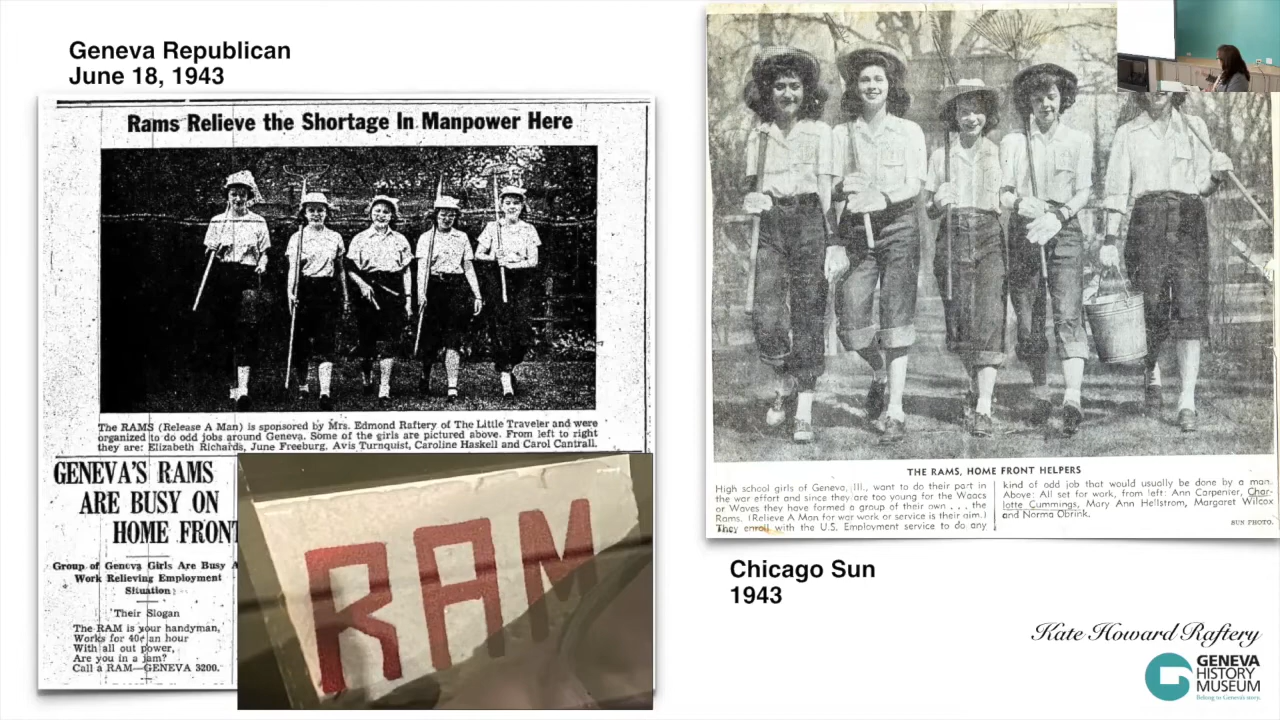 Geneva Republican
June 18, 1943
Rams Relieve the Shortage In Manpower Here
The RAMS (Release A Man) is sponsored by Mrs. Edmond Raftery of The Little Traveler and were
organized to do odd jobs around Geneva. Some of the girls are pictured above. From left to right
they are: Elizabeth Richards, June Freeburg. Avis Turnquist, Caroline Haskell and Carol Cantrall.
GENEVA'S RAMS
ARE BUSY ON
HOME FRONT
Group of Geneva Girls Are Busy
Work Relieving Employment
Situation
Their Slogan
The RAM is your handyman,
Works for 40¢ an hour
With all out power,
Are you in a jam?
Call a RAM—GENEVA 3200.
RAM
THE RAMS, HOME FRONT HELPERS
High school girls of Geneva, Ill., want to do their part in
the war effort and since they are too young for the Waacs
or Waves they have formed a group of their own . . . the
Rams. (Relieve A Man for war work or service is their aim.)
They enroll with the U.S. Employment service to do any
kind of odd job that would usually be done by a man.
Above: All set for work, from left: Ann Carpenter, Char-
lotte Cummings, Mary Ann Hellstrom, Margaret Wilcox
and Norma Obrink.
SUN PHOTO.
Chicago Sun
1943
Kate Howard Raftery
GENEVA
HISTORY
MUSEUM
Belong to Geneva's story.